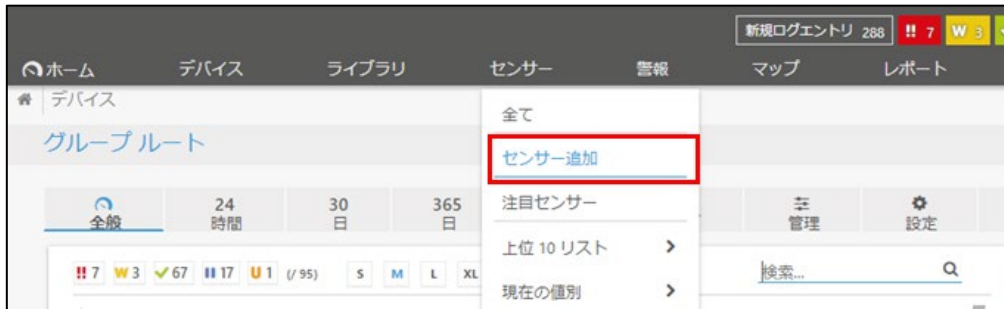 新規ログエントリ 288 !! 7 W 3
ホーム デバイス ライブラリ センサー 警報 マップ レポート
デバイス
グループ ルート
全て
センサー追加
注目センサー
上位 10 リスト
現在の値別
全般
24
時間
30
日
365
日
管理
設定
!! 7 W 3 67 17 U 1 (/ 95) S M L XL
検索...